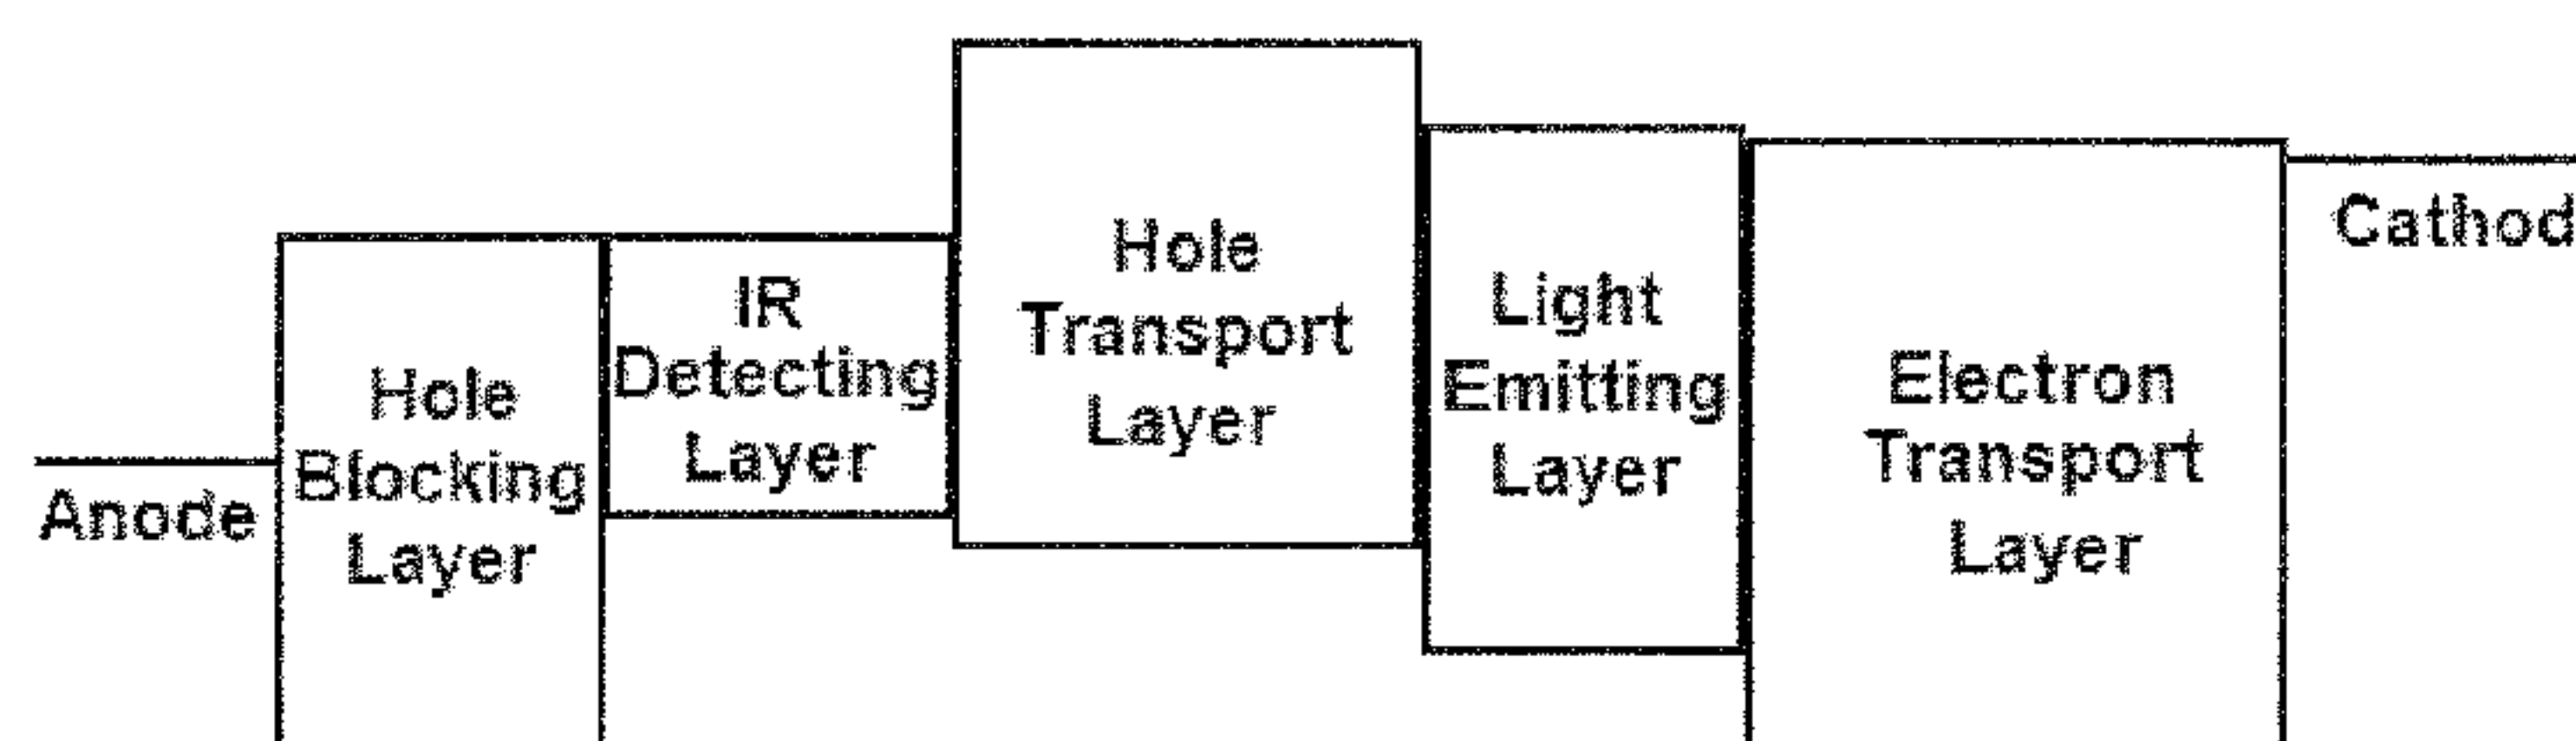 Anode
Hole
Blocking
Layer
IR
Detecting
Layer
Hole
Transport
Layer
Light
Emitting
Layer
Electron
Transport
Layer
Cathod